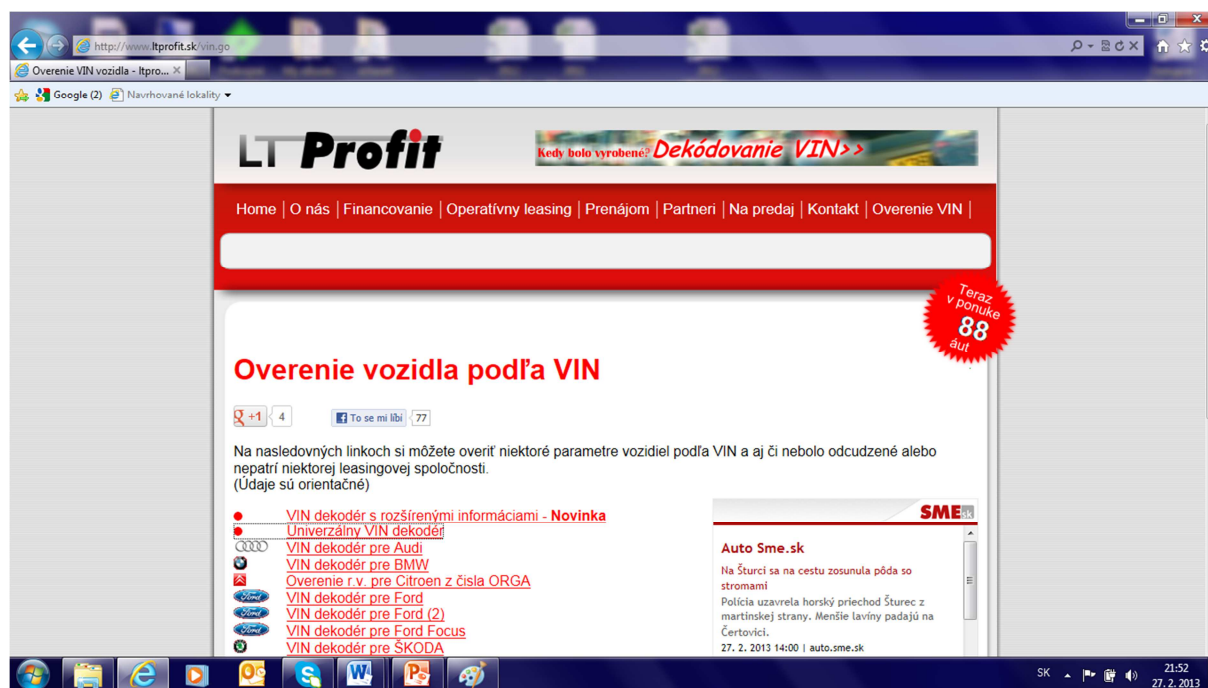 http://www.ltprofit.sk/vin.go
Overenie VIN vozidla - ltpro...
Google (2) Navrhované lokality
LT Profit
Kedy bolo vyrobené? Dekódovanie VIN>>
Home | O nás | Financovanie | Operatívny leasing | Prenájom | Partneri | Na predaj | Kontakt | Overenie VIN |
Teraz
v ponuke
88
áut
Overenie vozidla podľa VIN
+1 4 To se mi líbí 77
Na nasledovných linkoch si môžete overiť niektoré parametre vozidiel podľa VIN a aj či nebolo odcudzené alebo
nepatrí niektorej leasingovej spoločnosti.
(Údaje sú orientačné)
VIN dekodér s rozšírenými informáciami - Novinka
Univerzálny VIN dekodér
VIN dekodér pre Audi
VIN dekodér pre BMW
Overenie r.v. pre Citroen z čisla ORGA
VIN dekodér pre Ford
VIN dekodér pre Ford (2)
VIN dekodér pre Ford Focus
VIN dekodér pre ŠKODA
SME.sk
Auto Sme.sk
Na Šturci sa na cestu zosunula pôda so
stromami
Polícia uzavrela horský priechod Šturec z
martinskej strany. Menšie lavíny padajú na
Čertovici.
27. 2. 2013 14:00 | auto.sme.sk
SK
21:52
27. 2. 2013